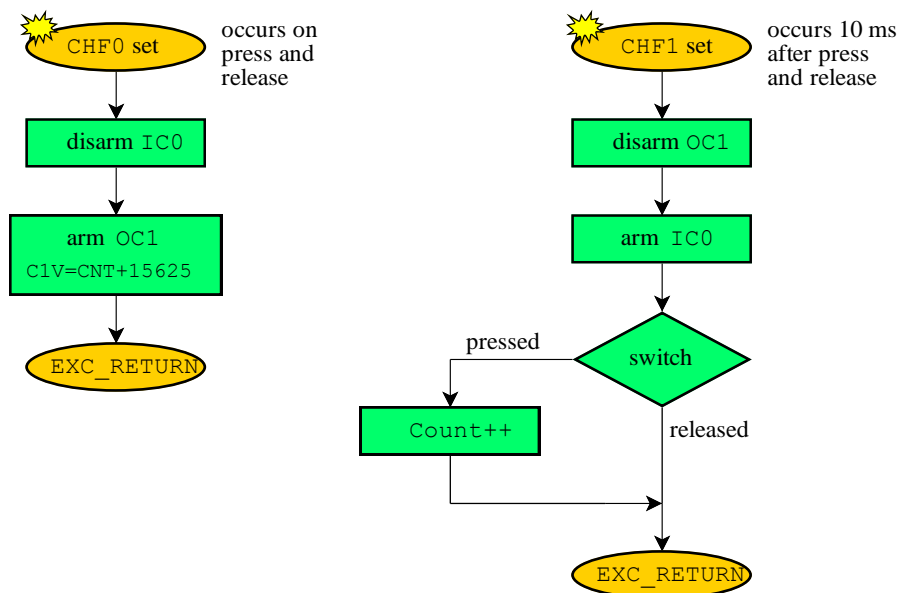 CHF0 set
occurs on
press and
release
disarm IC0
arm OC1
C1V=CNT+15625
EXC_RETURN
CHF1 set
occurs 10 ms
after press
and release
disarm OC1
arm IC0
switch
pressed
Count++
released
EXC_RETURN